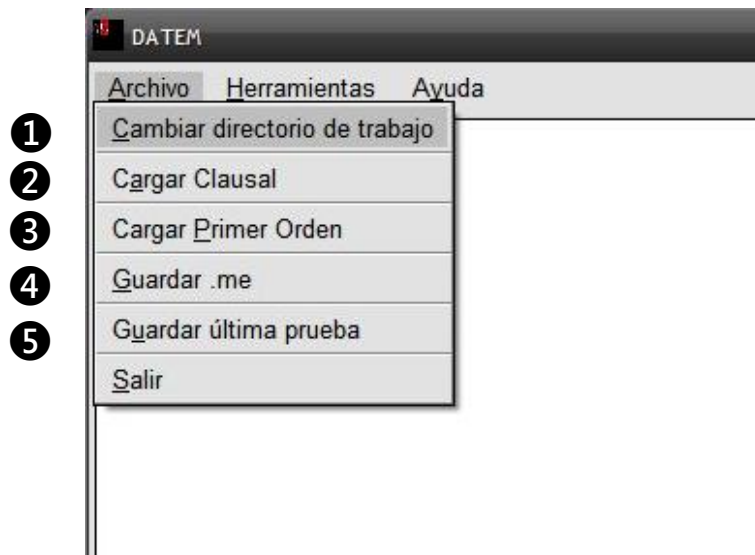 DATEM
Archivo Herramientas Ayuda
❶ Cambiar directorio de trabajo
❷ Cargar Clausal
❸ Cargar Primer Orden
❹ Guardar .me
❺ Guardar última prueba
Salir